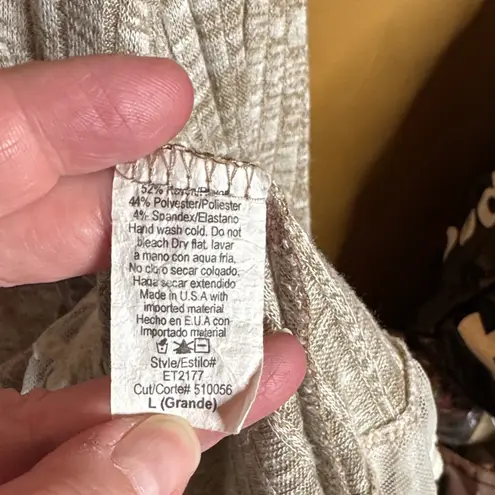 52% Rayon/
44% Polyester/Poliester
4% Spandex/Elastano
Hand wash cold. Do not
bleach Dry flat. lavar
a mano con aqua fria,
No clo o secar colgado.
Haga secar extendido
Made in U.S.A with
imported material
Hecho en E.U.A con
Importado material
Style/Estilo#
ET2177
Cut/Corte# 510056
L (Grande)